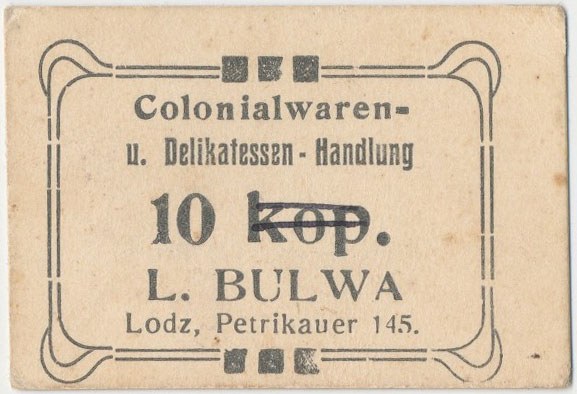 Colonialwaren-
u. Delikatessen - Handlung
10 kop.
L. BULWA
Lodz, Petrikauer 145.